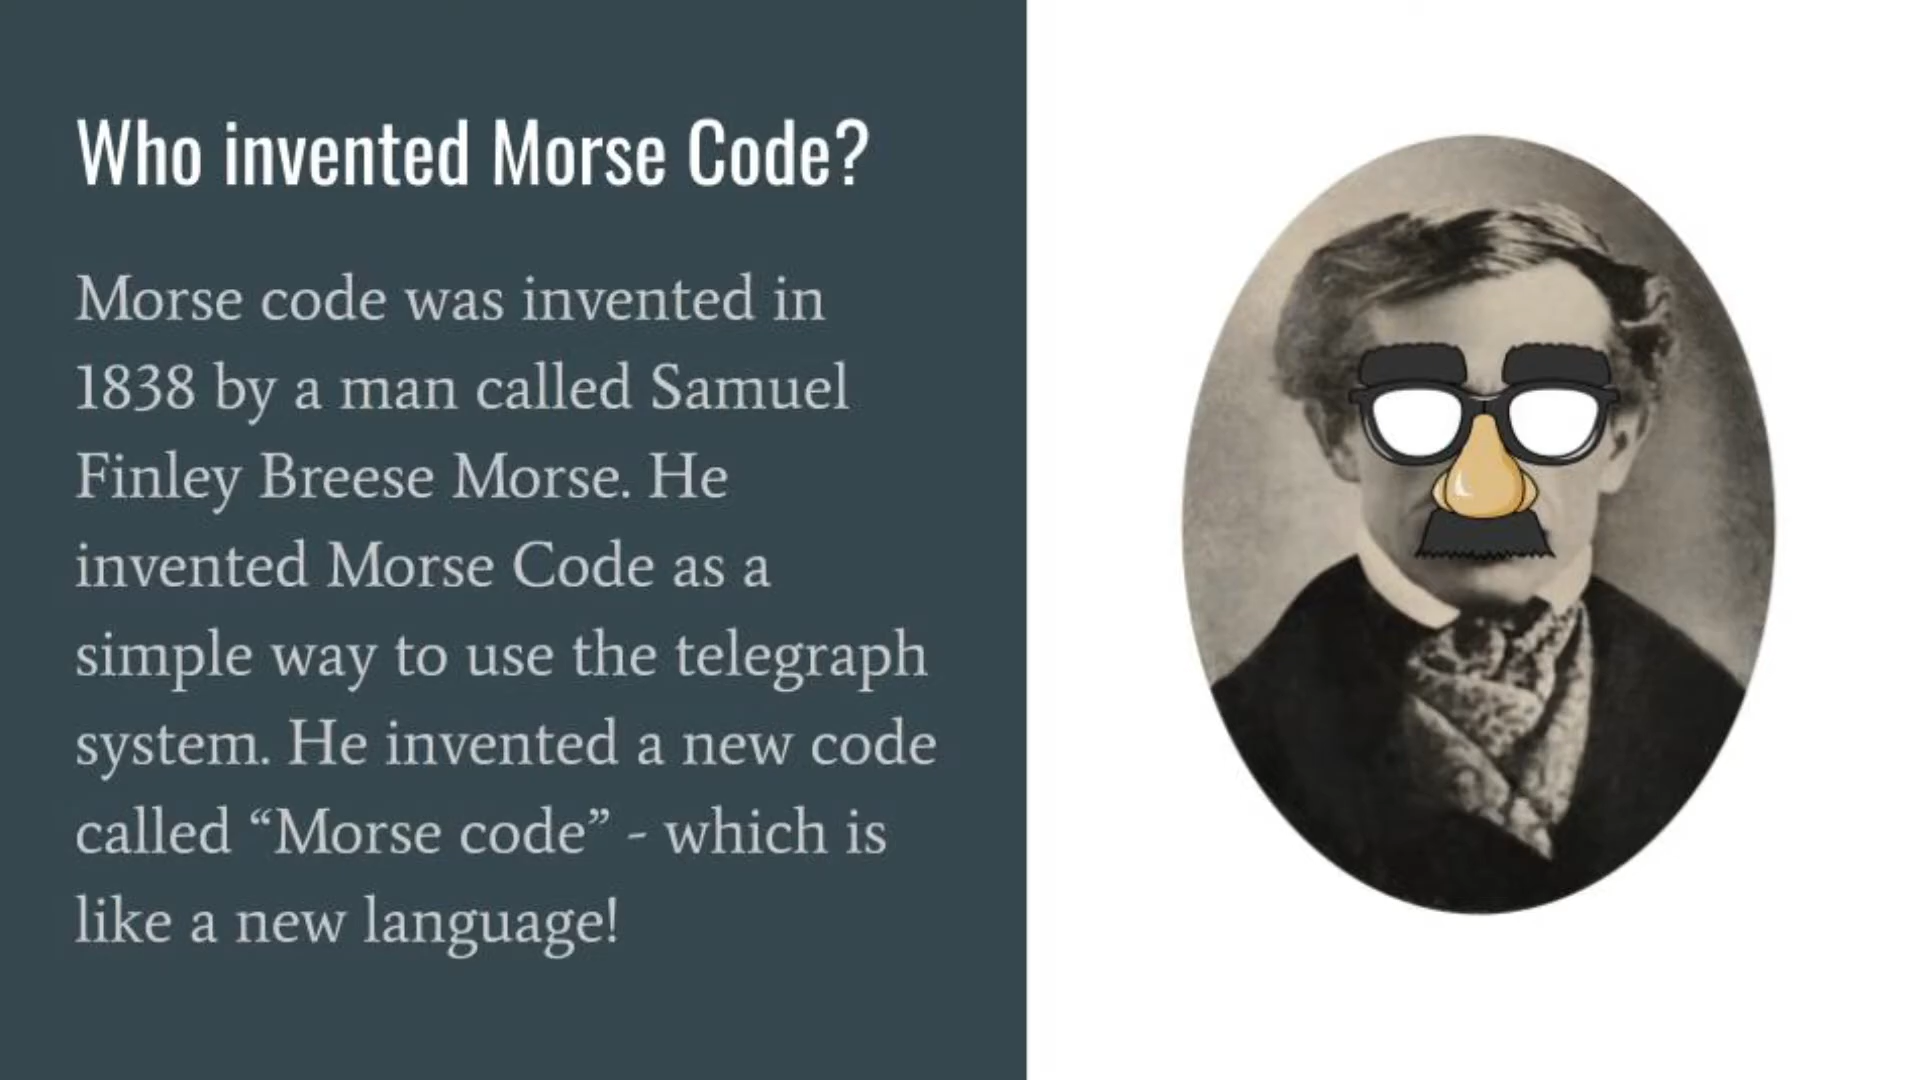 Who invented Morse Code?
Morse code was invented in
1838 by a man called Samuel
Finley Breese Morse. He
invented Morse Code as a
simple way to use the telegraph
system. He invented a new code
called “Morse code” - which is
like a new language!